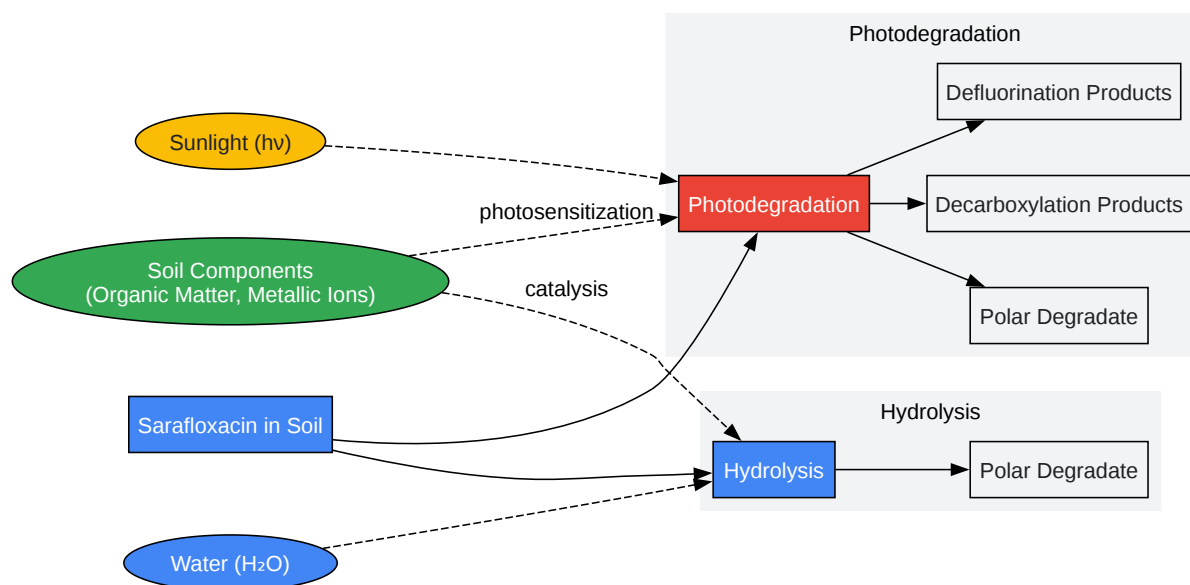 Photodegradation
Defluorination Products
Sunlight (hν)
photosensitization
Photodegradation
Decarboxylation Products
Soil Components
(Organic Matter, Metallic Ions)
catalysis
Polar Degradate
Sarafloxacin in Soil
Hydrolysis
Hydrolysis
Polar Degradate
Water (H₂O)